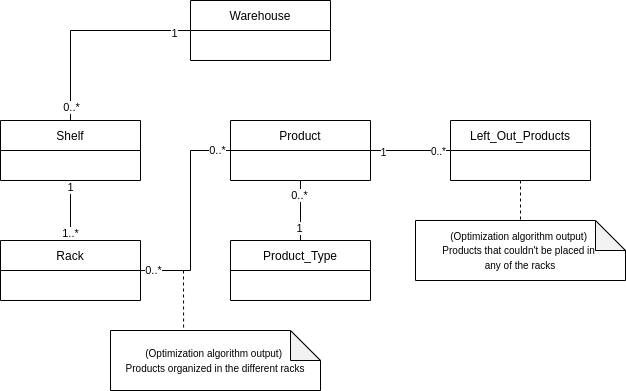 Warehouse
1
0..*
Shelf
Product
Left_Out_Products
0..*
1
0..*
1
0..*
1..*
1
Rack
Product_Type
0..*
(Optimization algorithm output)
Products that couldn't be placed in
any of the racks
(Optimization algorithm output)
Products organized in the different racks